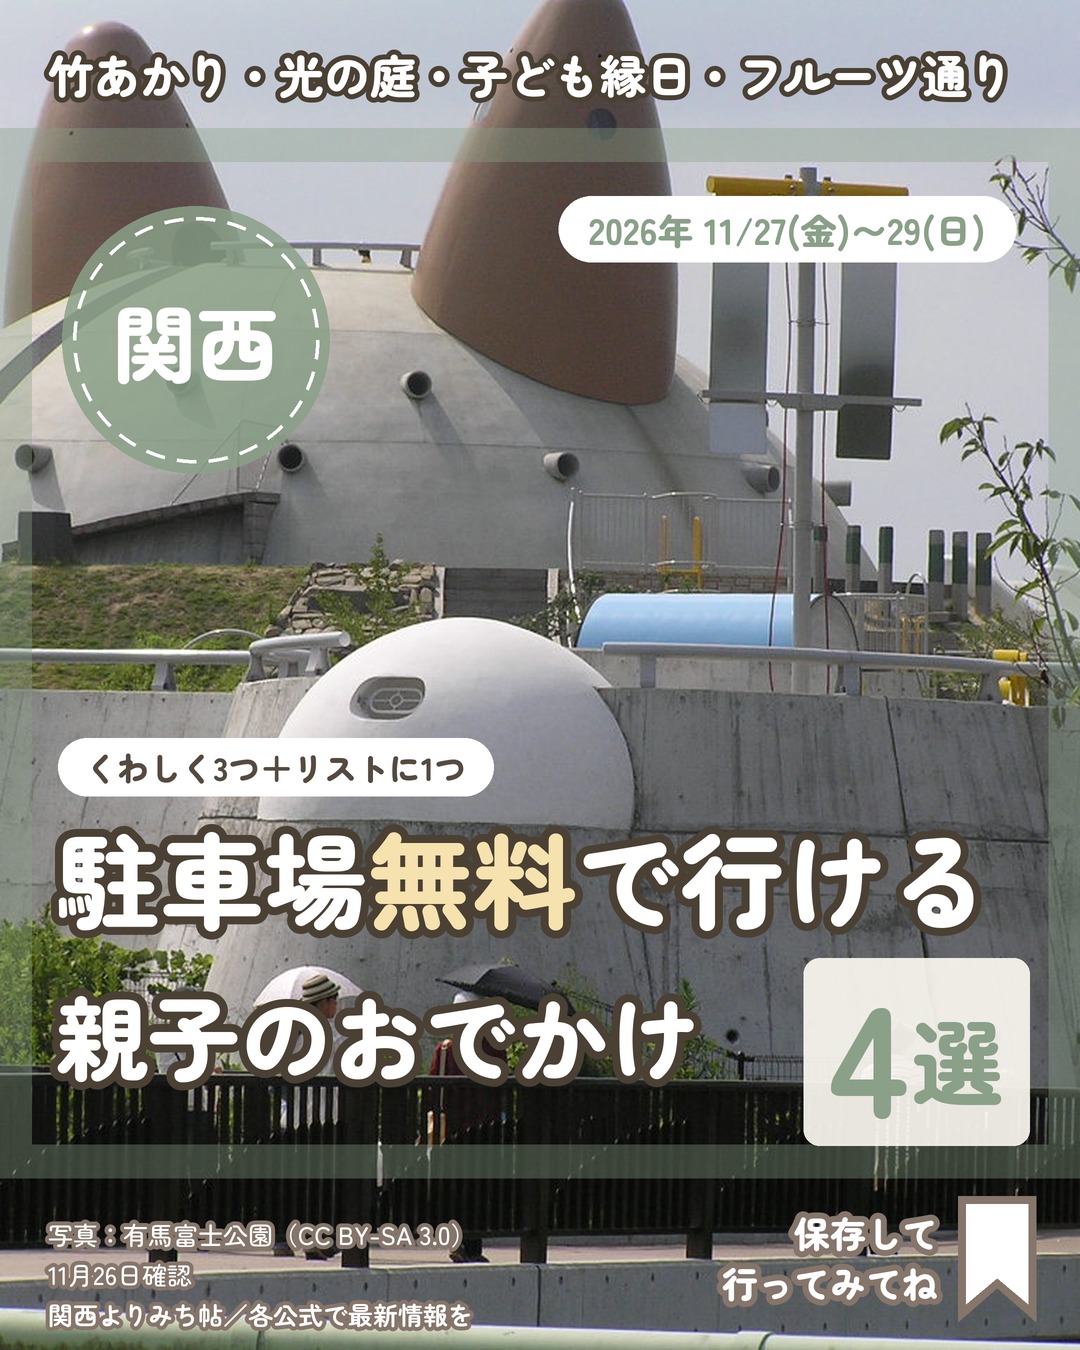 竹あかり・光の庭・子ども縁日・フルーツ通り
2026年 11/27(金)〜29(日)
関西
くわしく3つ＋リストに1つ
駐車場無料で行ける
親子のおでかけ
4選
写真：有馬富士公園（CC BY-SA 3.0）
11月26日確認
関西よりみち帖／各公式で最新情報を
保存して
行ってみてね